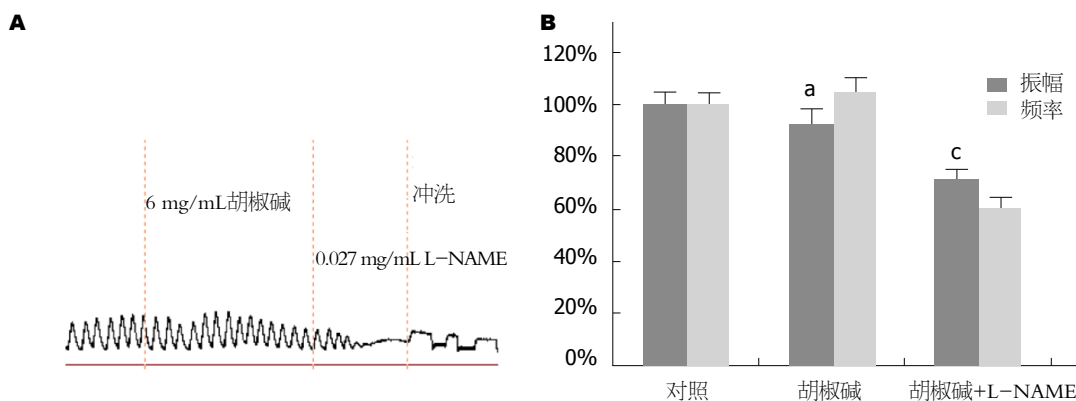 A
6 mg/mL胡椒碱
冲洗
0.027 mg/mL L-NAME
B
120%
100%
80%
60%
40%
20%
0%
a
c
振幅
频率
对照
胡椒碱
胡椒碱+L-NAME